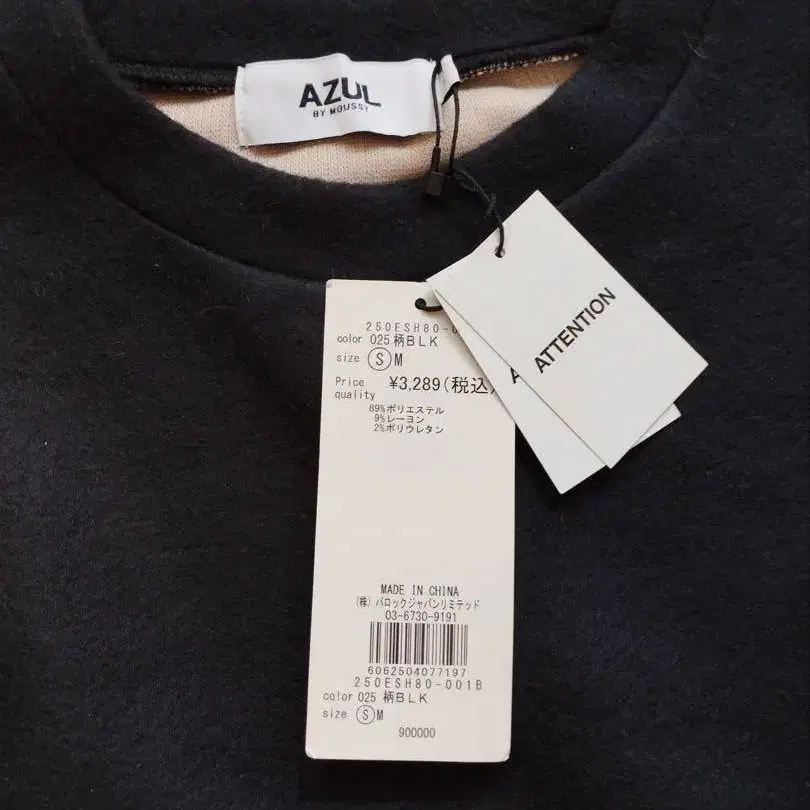 AZUL
BY MOUSSY
ATTENTION
A
250ESH80-0
color 025 柄BLK
size Ⓢ M
Price ¥3,289(税込)
quality
89%ポリエステル
9%レーヨン
2%ポリウレタン
MADE IN CHINA
(株) バロックジャパンリミテッド
03-6730-9191
6062504077197
250ESH80-001B
color 025 柄BLK
size Ⓢ M
900000